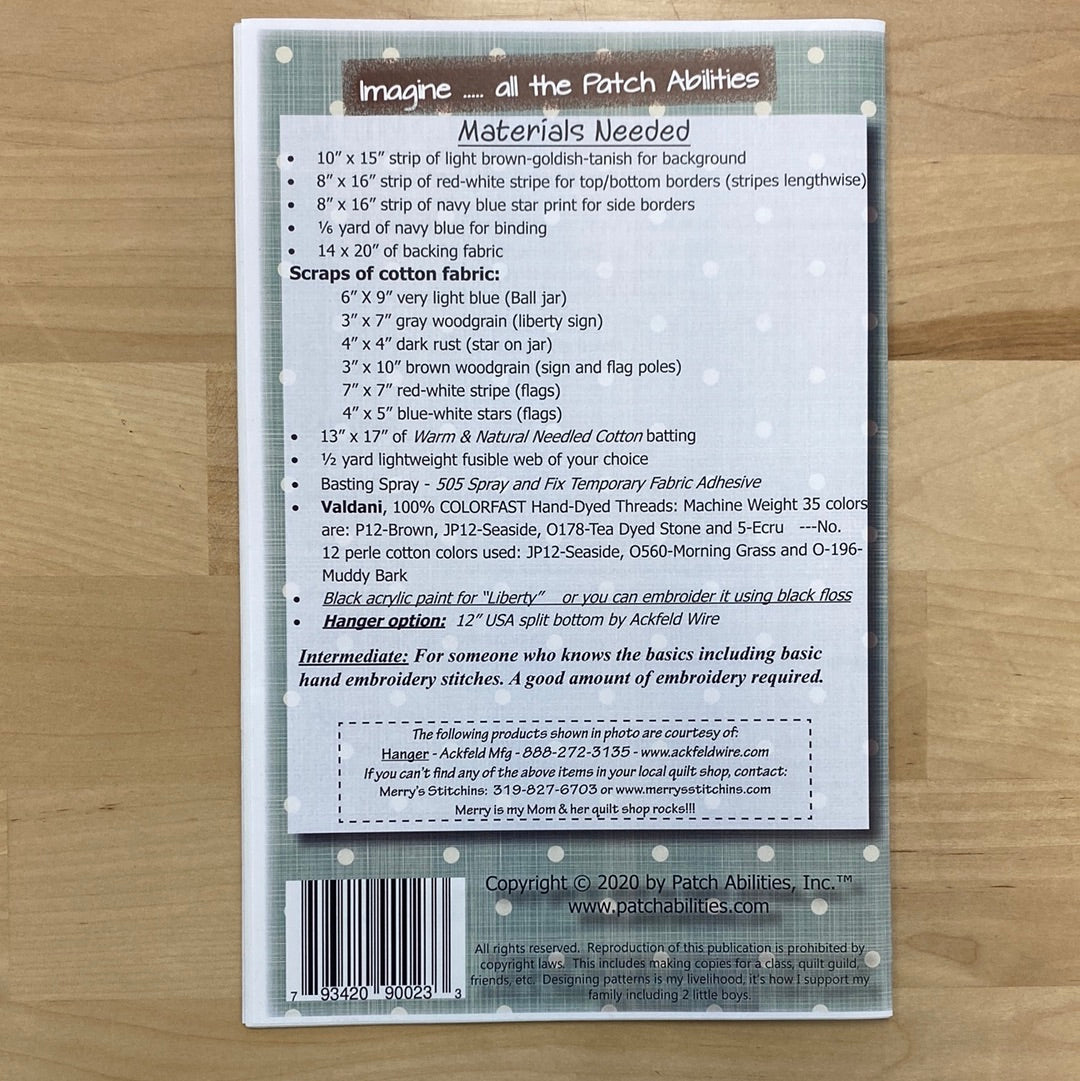 Imagine ..... all the Patch Abilities
Materials Needed
• 10” x 15” strip of light brown-goldish-tanish for background
• 8” x 16” strip of red-white stripe for top/bottom borders (stripes lengthwise)
• 8” x 16” strip of navy blue star print for side borders
• ⅙ yard of navy blue for binding
• 14 x 20” of backing fabric
Scraps of cotton fabric:
6” X 9” very light blue (Ball jar)
3” x 7” gray woodgrain (liberty sign)
4” x 4” dark rust (star on jar)
3” x 10” brown woodgrain (sign and flag poles)
7” x 7” red-white stripe (flags)
4” x 5” blue-white stars (flags)
• 13” x 17” of Warm & Natural Needled Cotton batting
• ½ yard lightweight fusible web of your choice
• Basting Spray - 505 Spray and Fix Temporary Fabric Adhesive
• Valdani, 100% COLORFAST Hand-Dyed Threads: Machine Weight 35 colors
are: P12-Brown, JP12-Seaside, O178-Tea Dyed Stone and 5-Ecru ---No.
12 perle cotton colors used: JP12-Seaside, O560-Morning Grass and O-196-
Muddy Bark
• Black acrylic paint for “Liberty” or you can embroider it using black floss
• Hanger option: 12” USA split bottom by Ackfeld Wire
Intermediate: For someone who knows the basics including basic
hand embroidery stitches. A good amount of embroidery required.
The following products shown in photo are courtesy of:
Hanger - Ackfeld Mfg - 888-272-3135 - www.ackfeldwire.com
If you can't find any of the above items in your local quilt shop, contact:
Merry's Stitchins: 319-827-6703 or www.merrysstitchins.com
Merry is my Mom & her quilt shop rocks!!!
Copyright © 2020 by Patch Abilities, Inc.™
www.patchabilities.com
All rights reserved. Reproduction of this publication is prohibited by
copyright laws. This includes making copies for a class, quilt guild,
friends, etc. Designing patterns is my livelihood, it's how I support my
family including 2 little boys.
7 93420 90023 3